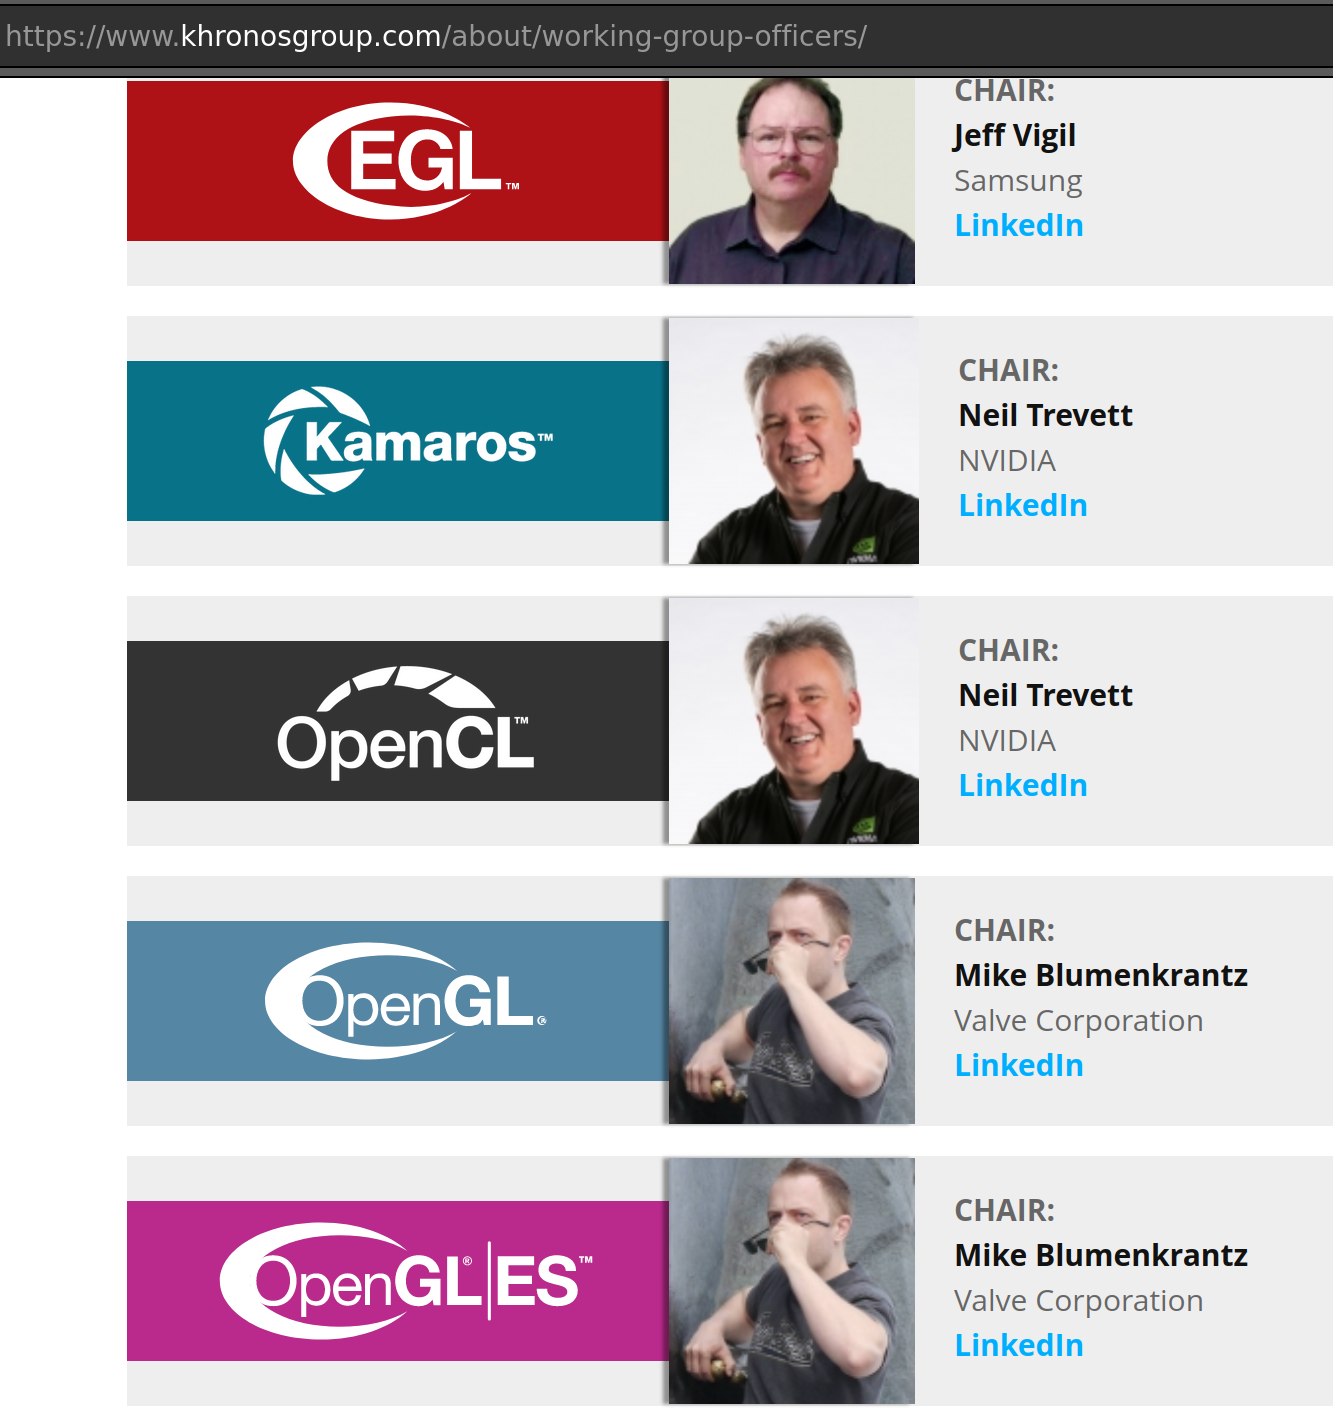 https://www.khronosgroup.com/about/working-group-officers/
EGL™
CHAIR:
Jeff Vigil
Samsung
LinkedIn
Kamaros™
CHAIR:
Neil Trevett
NVIDIA
LinkedIn
OpenCL™
CHAIR:
Neil Trevett
NVIDIA
LinkedIn
OpenGL®
CHAIR:
Mike Blumenkrantz
Valve Corporation
LinkedIn
OpenGL®|ES™
CHAIR:
Mike Blumenkrantz
Valve Corporation
LinkedIn